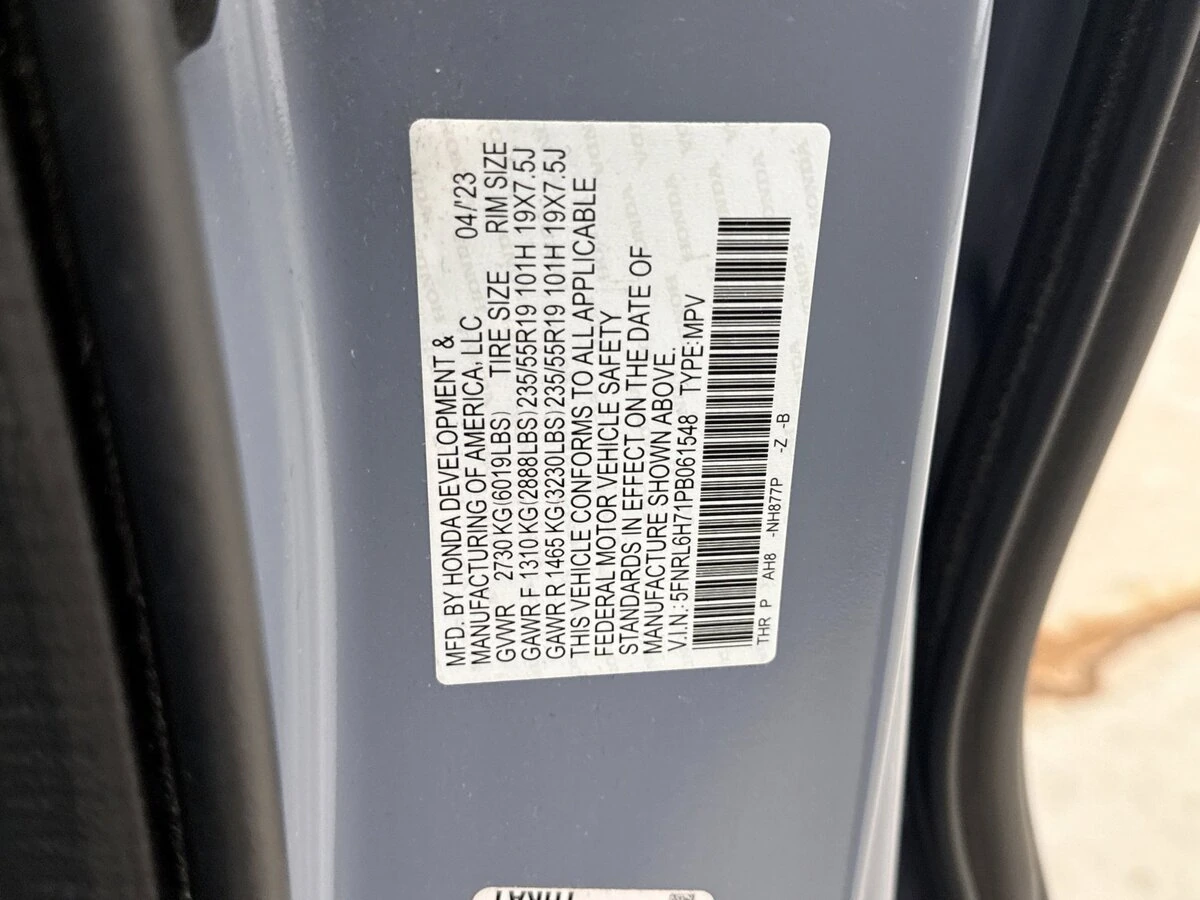 MFD. BY HONDA DEVELOPMENT &
MANUFACTURING OF AMERICA, LLC 04/'23
GVWR 2730 KG(6019LBS) TIRE SIZE RIM SIZE
GAWR F 1310 KG(2888LBS) 235/55R19 101H 19X7.5J
GAWR R 1465 KG(3230LBS) 235/55R19 101H 19X7.5J
THIS VEHICLE CONFORMS TO ALL APPLICABLE
FEDERAL MOTOR VEHICLE SAFETY
STANDARDS IN EFFECT ON THE DATE OF
MANUFACTURE SHOWN ABOVE.
V.I.N.: 5FNRL6H71PB061548 TYPE:MPV
THR P AH8 -NH877P -Z -B